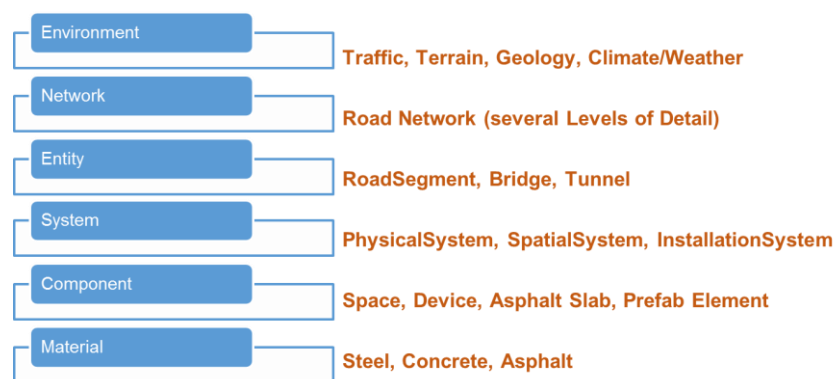 Environment
Traffic, Terrain, Geology, Climate/Weather
Network
Road Network (several Levels of Detail)
Entity
RoadSegment, Bridge, Tunnel
System
PhysicalSystem, SpatialSystem, InstallationSystem
Component
Space, Device, Asphalt Slab, Prefab Element
Material
Steel, Concrete, Asphalt